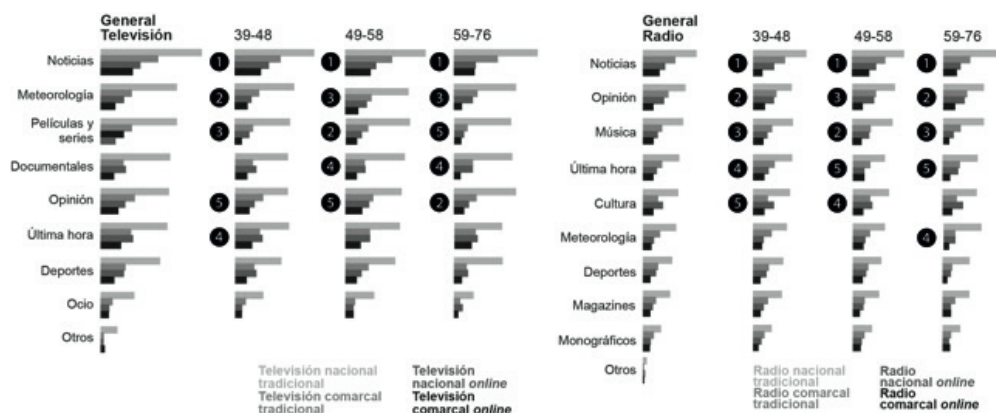 General
Televisión
39-48
49-58
59-76
Noticias
1
1
1
Meteorología
2
3
3
Películas y
series
3
2
5
Documentales
4
4
Opinión
5
5
2
Última hora
4
Deportes
Ocio
Otros
Televisión nacional
tradicional
Televisión comarcal
tradicional
Televisión
nacional online
Televisión
comarcal online
General
Radio
39-48
49-58
59-76
Noticias
1
1
1
Opinión
2
3
2
Música
3
2
3
Última hora
4
5
5
Cultura
5
4
Meteorología
4
Deportes
Magazines
Monográficos
Otros
Radio nacional
tradicional
Radio comarcal
tradicional
Radio
nacional online
Radio
comarcal online